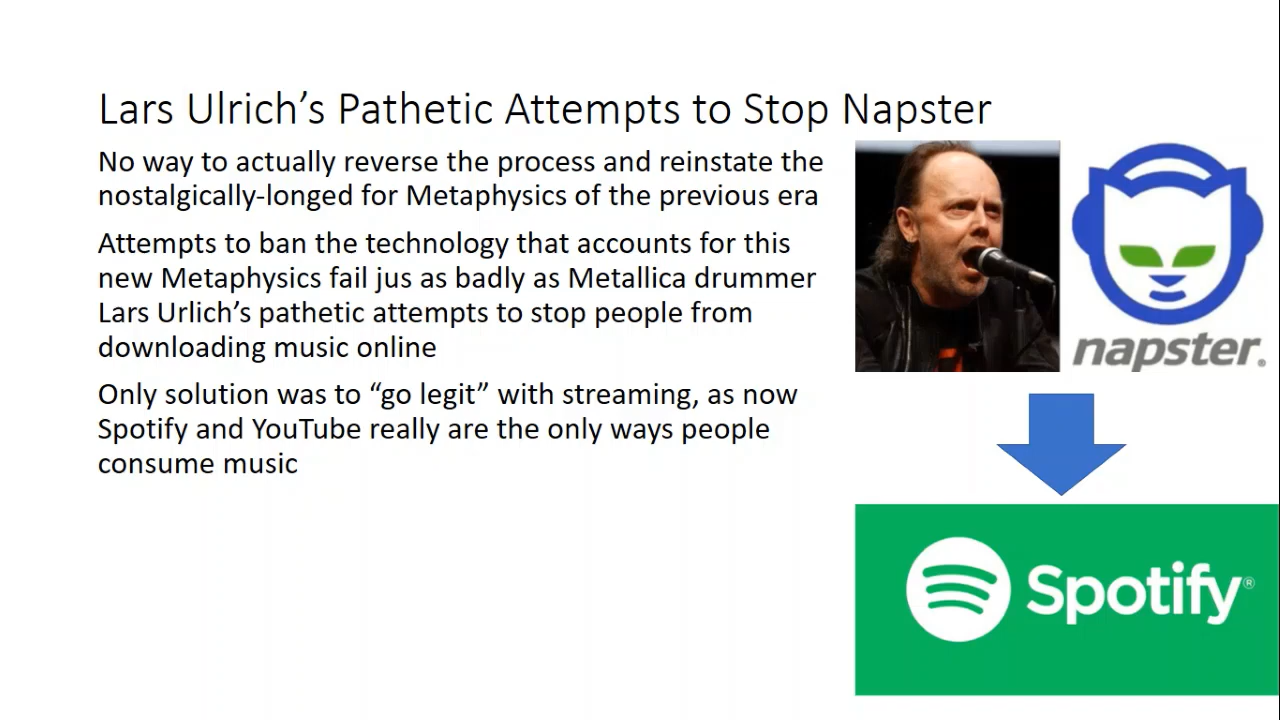 Lars Ulrich’s Pathetic Attempts to Stop Napster
No way to actually reverse the process and reinstate the
nostalgically-longed for Metaphysics of the previous era
Attempts to ban the technology that accounts for this
new Metaphysics fail jus as badly as Metallica drummer
Lars Urlich’s pathetic attempts to stop people from
downloading music online
Only solution was to “go legit” with streaming, as now
Spotify and YouTube really are the only ways people
consume music
napster.®
Spotify®